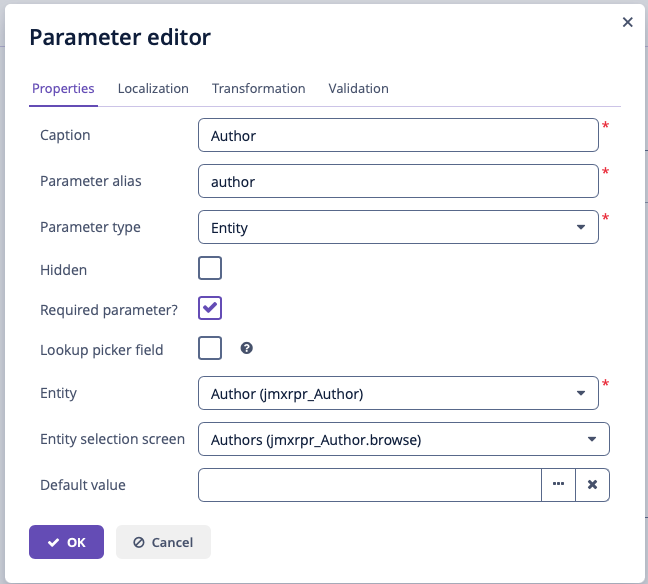 Parameter editor
Properties Localization Transformation Validation
Caption Author *
Parameter alias author *
Parameter type Entity *
Hidden
Required parameter?
Lookup picker field
Entity Author (jmxrpr_Author) *
Entity selection screen Authors (jmxrpr_Author.browse)
Default value
OK Cancel